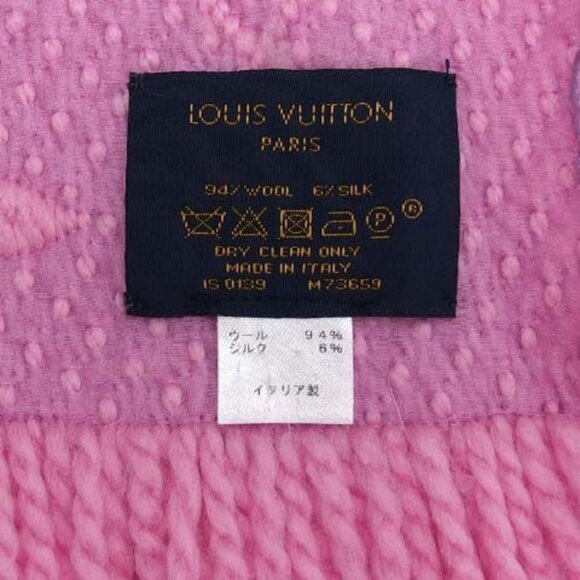 LOUIS VUITTON
PARIS
94% WOOL 6% SILK
P ®
DRY CLEAN ONLY
MADE IN ITALY
IS 0139 M73659
ウール 94%
シルク 6%
イタリア製